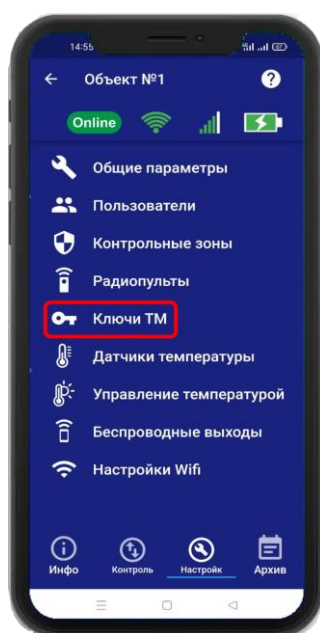 14:55
Объект №1
?
Online
Общие параметры
Пользователи
Контрольные зоны
Радиопульты
Ключи ТМ
Датчики температуры
Управление температурой
Беспроводные выходы
Настройки Wifi
Инфо Контроль Настройк Архив